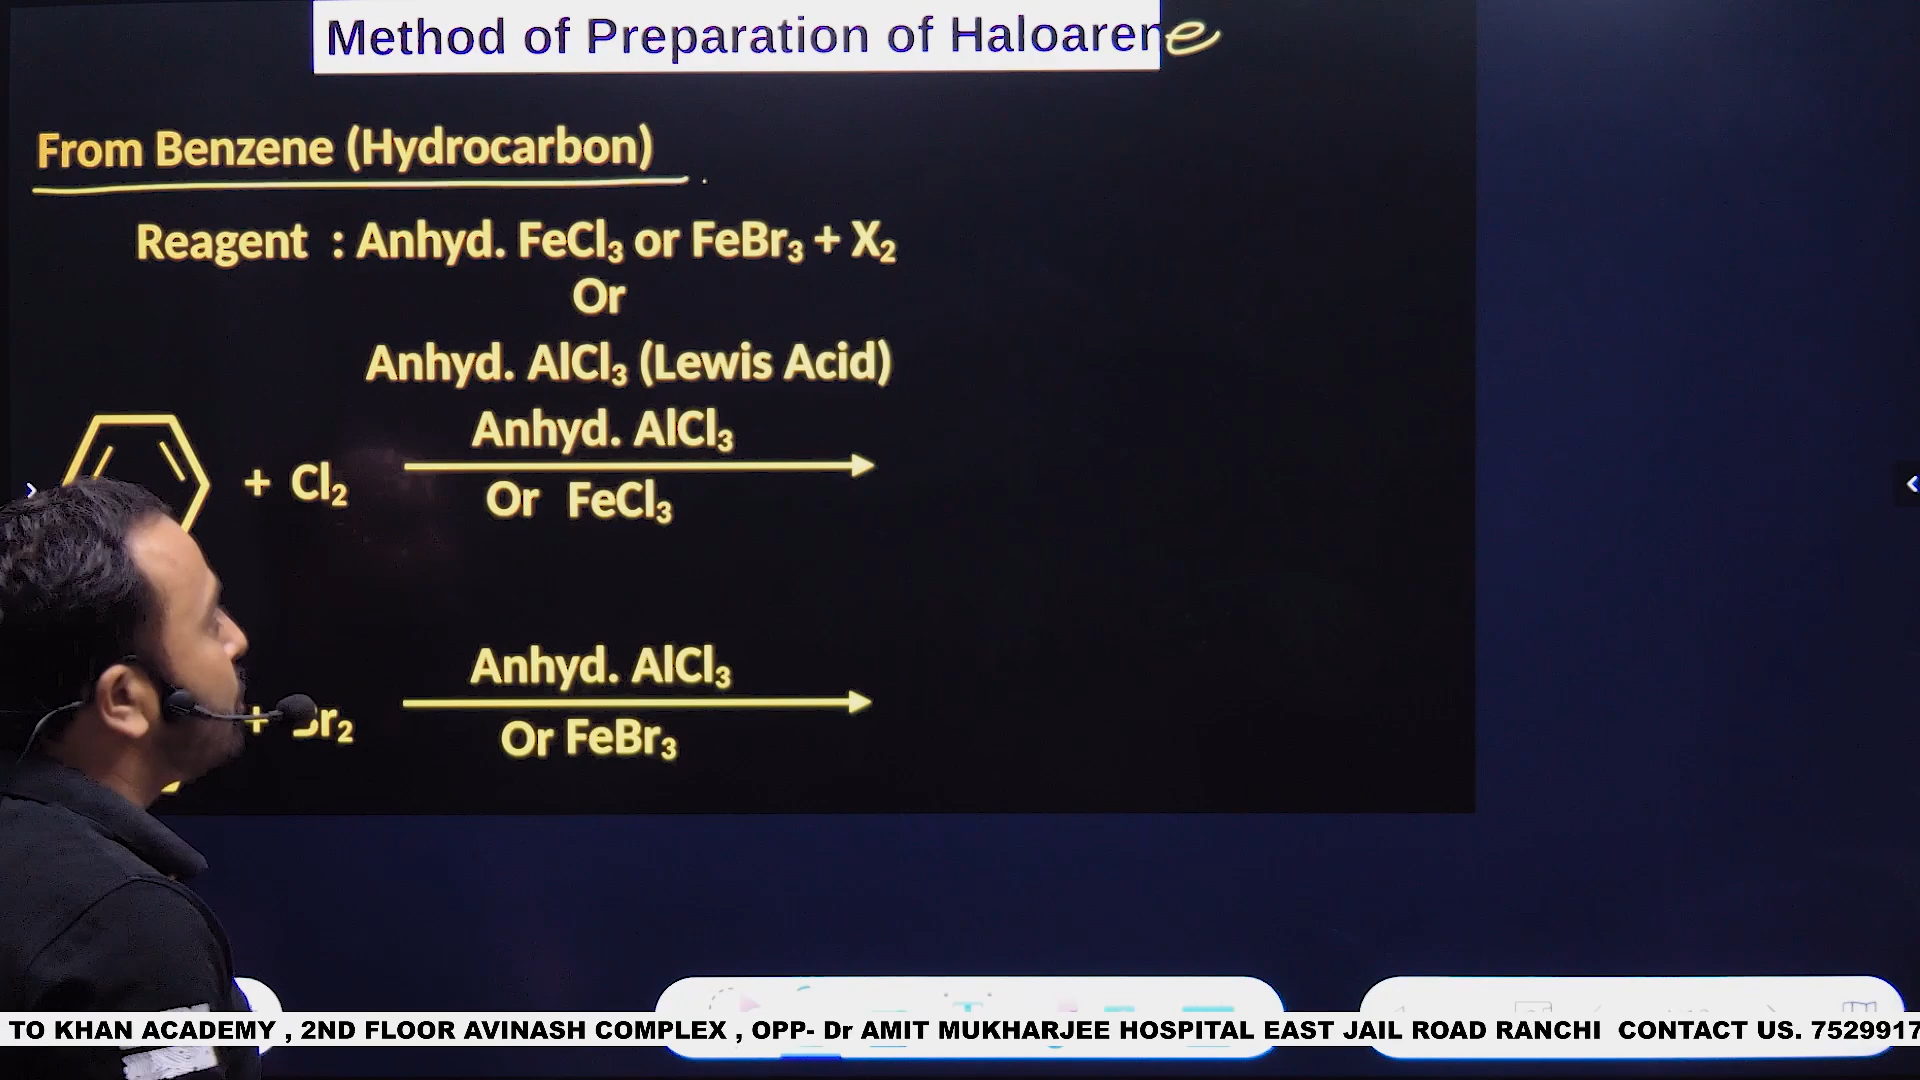 Method of Preparation of Haloarene
From Benzene (Hydrocarbon)
Reagent : Anhyd. FeCl₃ or FeBr₃ + X₂
Or
Anhyd. AlCl₃ (Lewis Acid)
Anhyd. AlCl₃
+ Cl₂
Or FeCl₃
Anhyd. AlCl₃
+ Br₂
Or FeBr₃
TO KHAN ACADEMY , 2ND FLOOR AVINASH COMPLEX , OPP- Dr AMIT MUKHARJEE HOSPITAL EAST JAIL ROAD RANCHI CONTACT US. 7529917